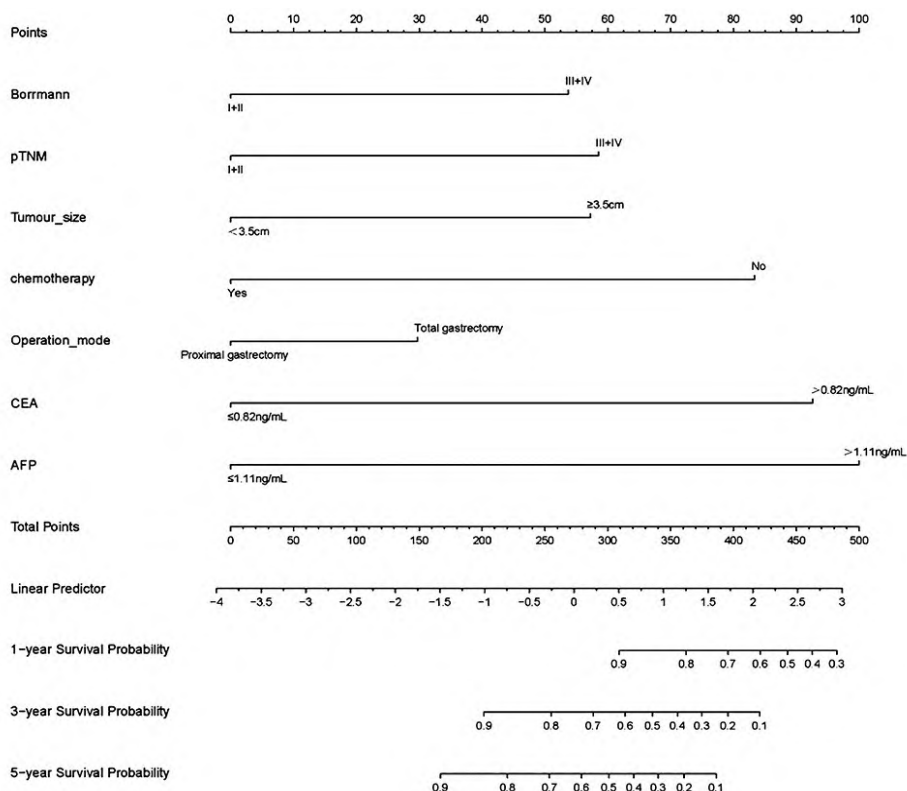 Points
0 10 20 30 40 50 60 70 80 90 100
Borrmann
III+IV
I+II
pTNM
III+IV
I+II
Tumour_size
≥3.5cm
<3.5cm
chemotherapy
No
Yes
Operation_mode
Total gastrectomy
Proximal gastrectomy
CEA
>0.82ng/mL
≤0.82ng/mL
AFP
>1.11ng/mL
≤1.11ng/mL
Total Points
0 50 100 150 200 250 300 350 400 450 500
Linear Predictor
−4 −3.5 −3 −2.5 −2 −1.5 −1 −0.5 0 0.5 1 1.5 2 2.5 3
1−year Survival Probability
0.9 0.8 0.7 0.6 0.5 0.4 0.3
3−year Survival Probability
0.9 0.8 0.7 0.6 0.5 0.4 0.3 0.2 0.1
5−year Survival Probability
0.9 0.8 0.7 0.6 0.5 0.4 0.3 0.2 0.1